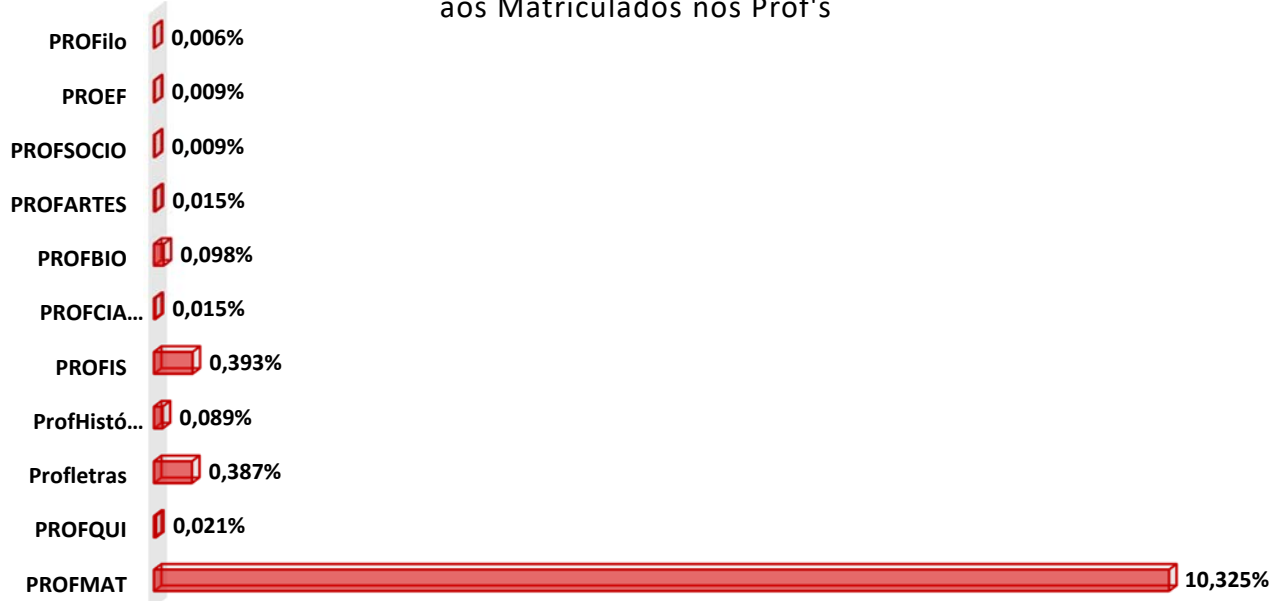 aos Matriculados nos Prof's
PROFilo 0,006%
PROEF 0,009%
PROFSOCIO 0,009%
PROFARTES 0,015%
PROFBIO 0,098%
PROFCIA... 0,015%
PROFIS 0,393%
ProfHistó... 0,089%
Profletras 0,387%
PROFQUI 0,021%
PROFMAT 10,325%